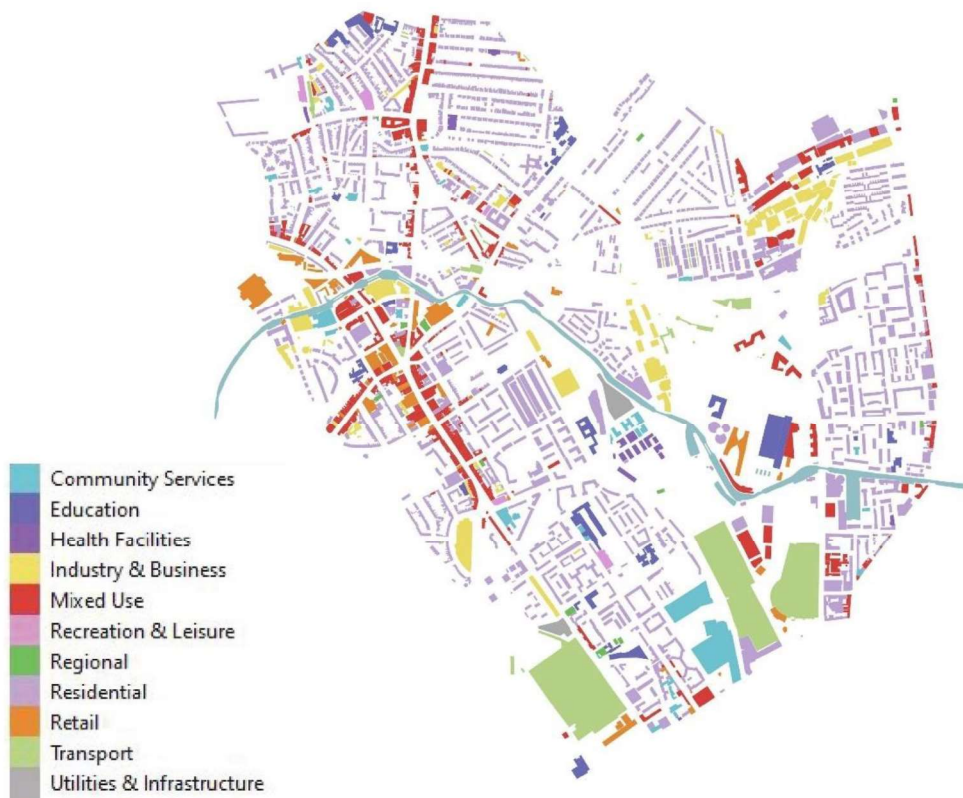 Community Services
Education
Health Facilities
Industry & Business
Mixed Use
Recreation & Leisure
Regional
Residential
Retail
Transport
Utilities & Infrastructure